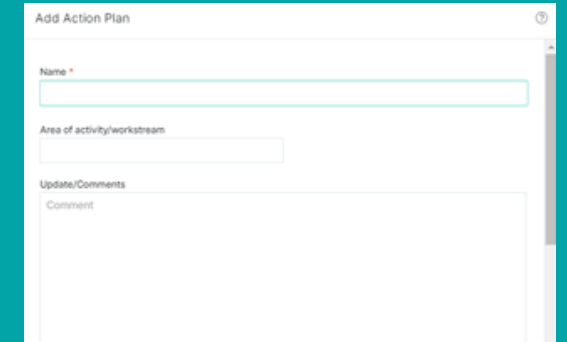 Add Action Plan
Name *
Area of activity/workstream
Update/Comments
Comment